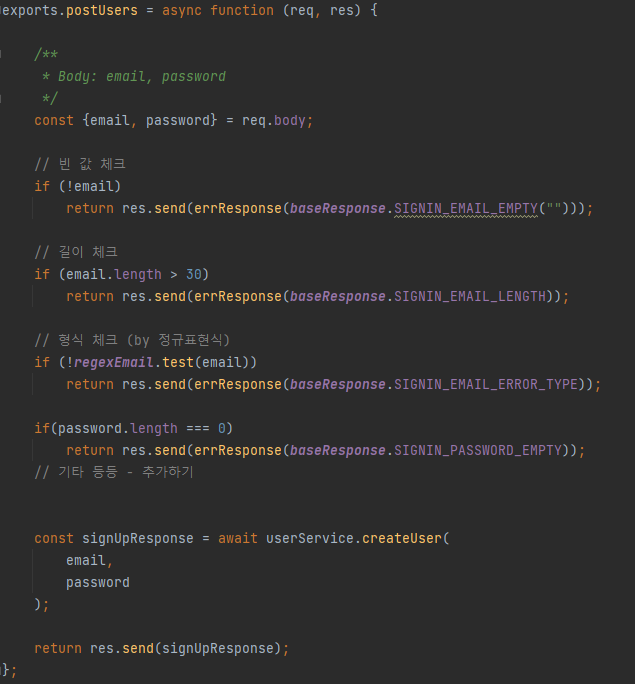 exports.postUsers = async function (req, res) {
/**
* Body: email, password
*/
const {email, password} = req.body;
// 빈 값 체크
if (!email)
return res.send(errResponse(baseResponse.SIGNIN_EMAIL_EMPTY("")));
// 길이 체크
if (email.length > 30)
return res.send(errResponse(baseResponse.SIGNIN_EMAIL_LENGTH));
// 형식 체크 (by 정규표현식)
if (!regexEmail.test(email))
return res.send(errResponse(baseResponse.SIGNIN_EMAIL_ERROR_TYPE));
if(password.length === 0)
return res.send(errResponse(baseResponse.SIGNIN_PASSWORD_EMPTY));
// 기타 등등 - 추가하기
const signUpResponse = await userService.createUser(
email,
password
);
return res.send(signUpResponse);
};